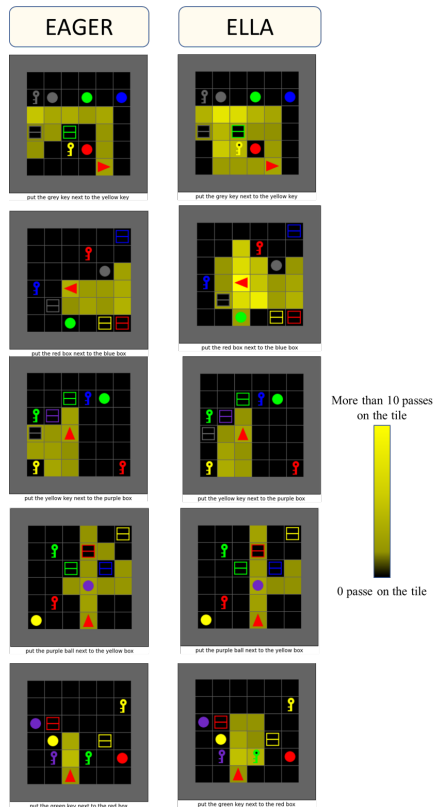 EAGER
ELLA
put the grey key next to the yellow key
put the grey key next to the yellow key
put the red box next to the blue box
put the red box next to the blue box
put the yellow key next to the purple box
put the yellow key next to the purple box
More than 10 passes
on the tile
0 passe on the tile
put the purple ball next to the yellow box
put the purple ball next to the yellow box
put the green key next to the red box
put the green key next to the red box